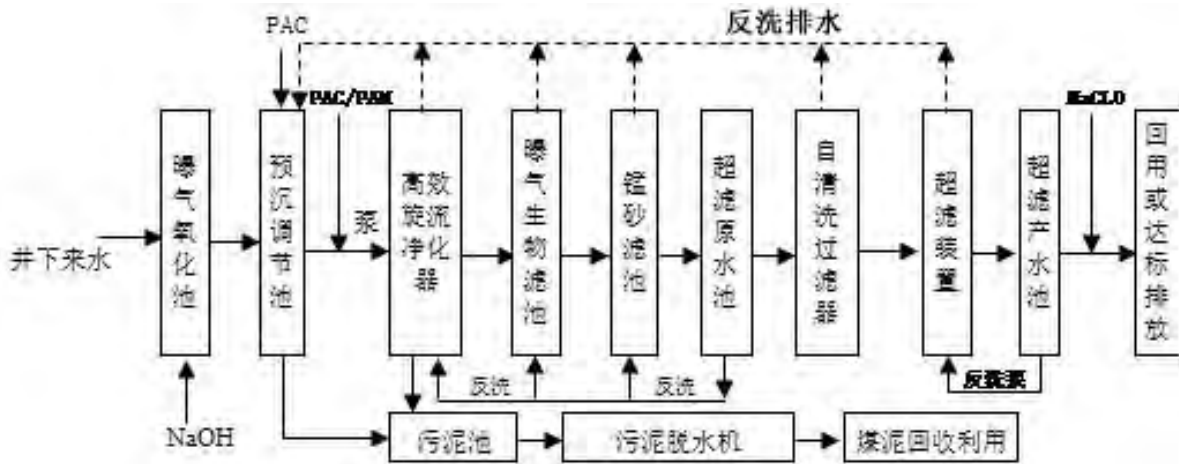 PAC
反洗排水
PAC/PAM
NaCLO
井下来水
曝气氧化池
预沉调节池
泵
高效
旋流
净化
器
曝气生物滤池
锰砂滤池
超滤原水池
自清洗过滤器
超滤装置
超滤产水池
回用或达标排放
NaOH
反洗
反洗
反洗泵
污泥池
污泥脱水机
煤泥回收利用